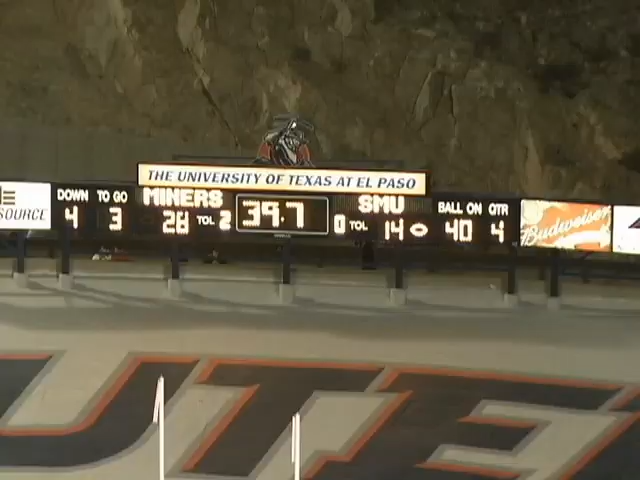 THE UNIVERSITY OF TEXAS AT EL PASO
DOWN TO GO MINERS SMU BALL ON QTR
4 3 28 TOL 2 39.7 0 TOL 14 40 4
SOURCE
Budweiser
UTE